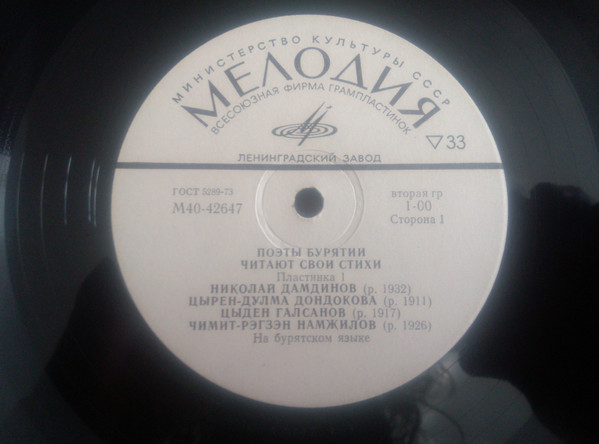 МИНИСТЕРСТВО КУЛЬТУРЫ СССР
МЕЛОДИЯ
ВСЕСОЮЗНАЯ ФИРМА ГРАМПЛАСТИНОК
▽33
ЛЕНИНГРАДСКИЙ ЗАВОД
ГОСТ 5289-73
М40-42647
вторая гр
1-00
Сторона 1
ПОЭТЫ БУРЯТИИ
ЧИТАЮТ СВОИ СТИХИ
Пластинка 1
НИКОЛАЙ ДАМДИНОВ (р. 1932)
ЦЫРЕН-ДУЛМА ДОНДОКОВА (р. 1911)
ЦЫДЕН ГАЛСАНОВ (р. 1917)
ЧИМИТ-РЭГЗЭН НАМЖИЛОВ (р. 1926)
На бурятском языке